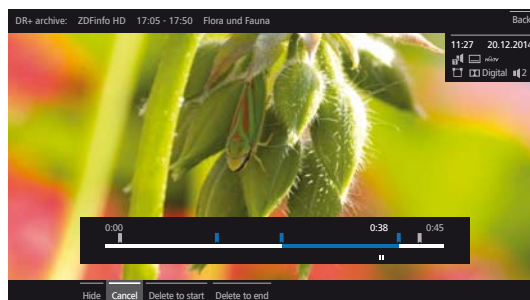 DR+ archive: ZDFinfo HD 17:05 - 17:50 Flora und Fauna
Back
11:27 20.12.2014
Digital 2
0:00 0:38 0:45
Hide Cancel Delete to start Delete to end